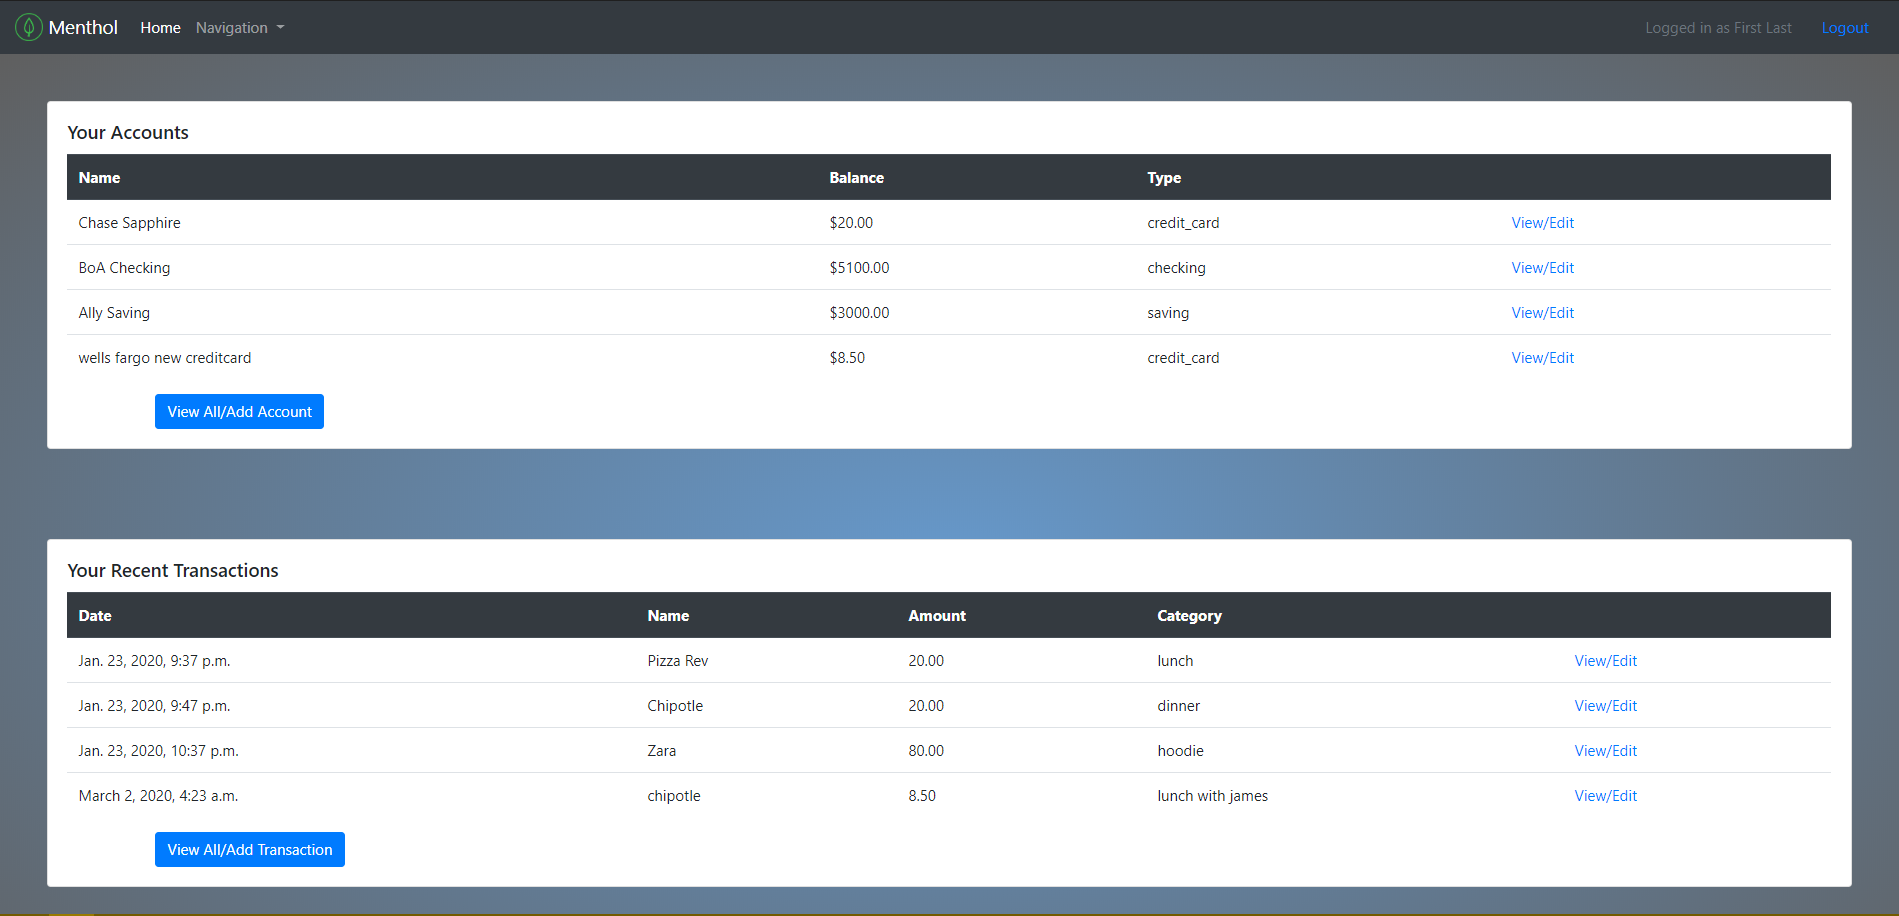 Menthol Home Navigation Logged in as First Last Logout
Your Accounts
Name Balance Type
Chase Sapphire $20.00 credit_card View/Edit
BoA Checking $5100.00 checking View/Edit
Ally Saving $3000.00 saving View/Edit
wells fargo new creditcard $8.50 credit_card View/Edit
View All/Add Account
Your Recent Transactions
Date Name Amount Category
Jan. 23, 2020, 9:37 p.m. Pizza Rev 20.00 lunch View/Edit
Jan. 23, 2020, 9:47 p.m. Chipotle 20.00 dinner View/Edit
Jan. 23, 2020, 10:37 p.m. Zara 80.00 hoodie View/Edit
March 2, 2020, 4:23 a.m. chipotle 8.50 lunch with james View/Edit
View All/Add Transaction